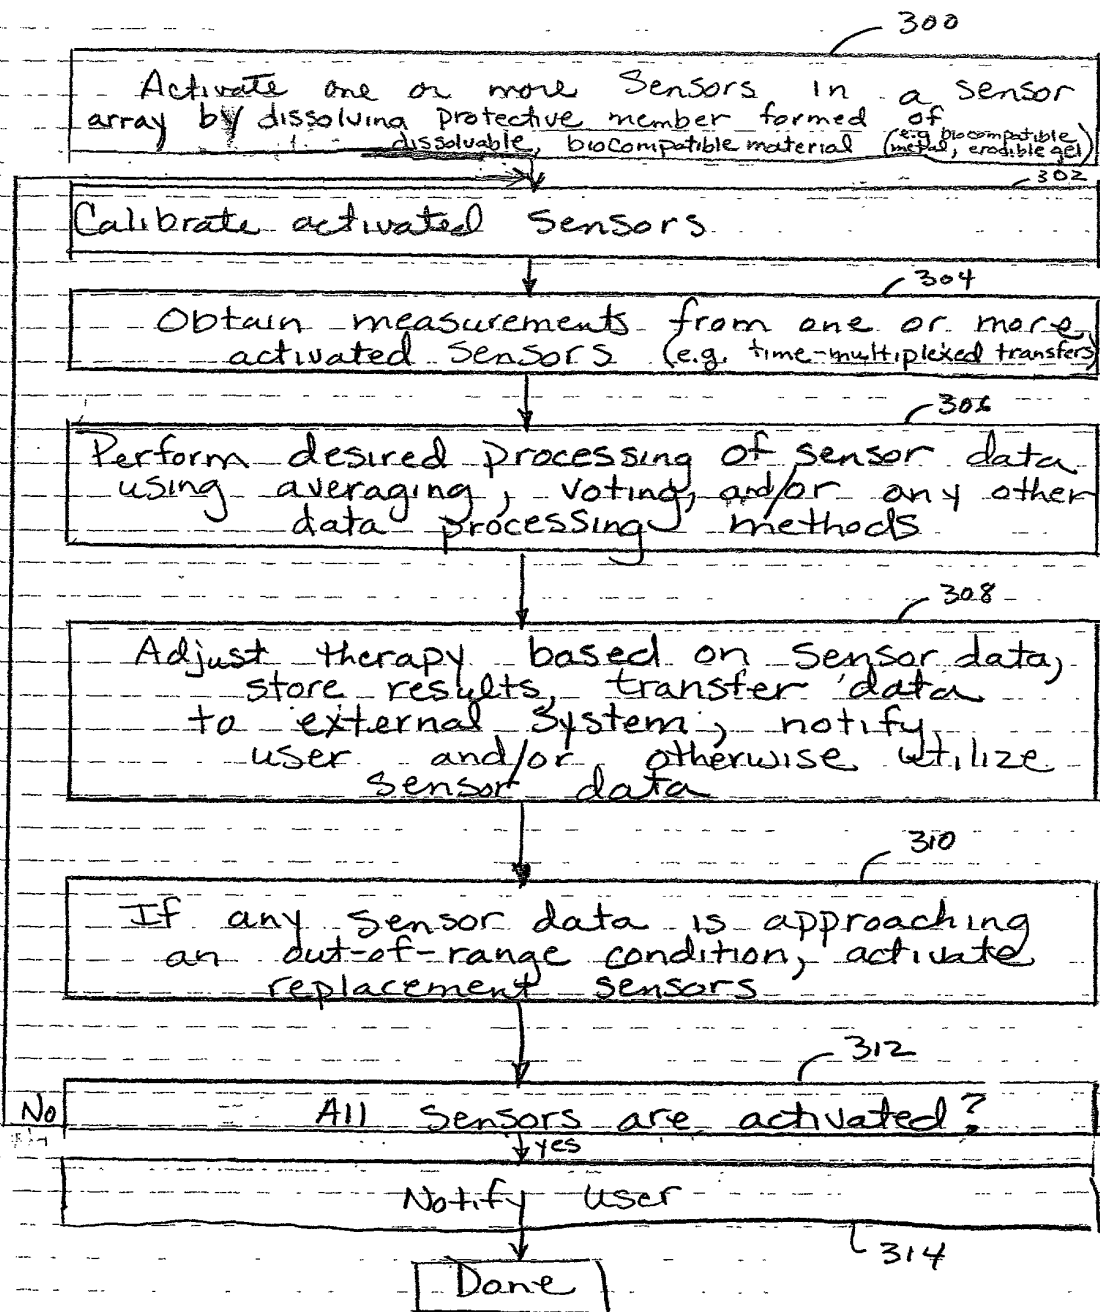 300
Activate one or more Sensors in a sensor
array by dissolving protective member formed of
dissolvable, biocompatible material (e.g. biocompatible
metal, erodible gel)
302
Calibrate activated sensors
304
Obtain measurements from one or more
activated sensors (e.g. time-multiplexed transfers)
306
Perform desired processing of sensor data
using averaging, voting, and/or any other
data processing methods
308
Adjust therapy based on sensor data,
store results, transfer data
to external system, notify
user and/or otherwise utilize
sensor data
310
If any sensor data is approaching
an out-of-range condition, activate
replacement sensors
312
No
All sensors are activated?
yes
Notify user
314
Done